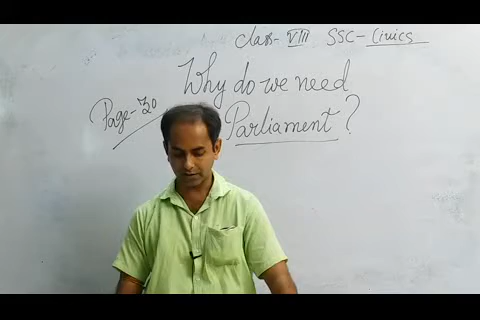 Class- VIII SSC- Civics
Why do we need
Page- 30
Parliament ?